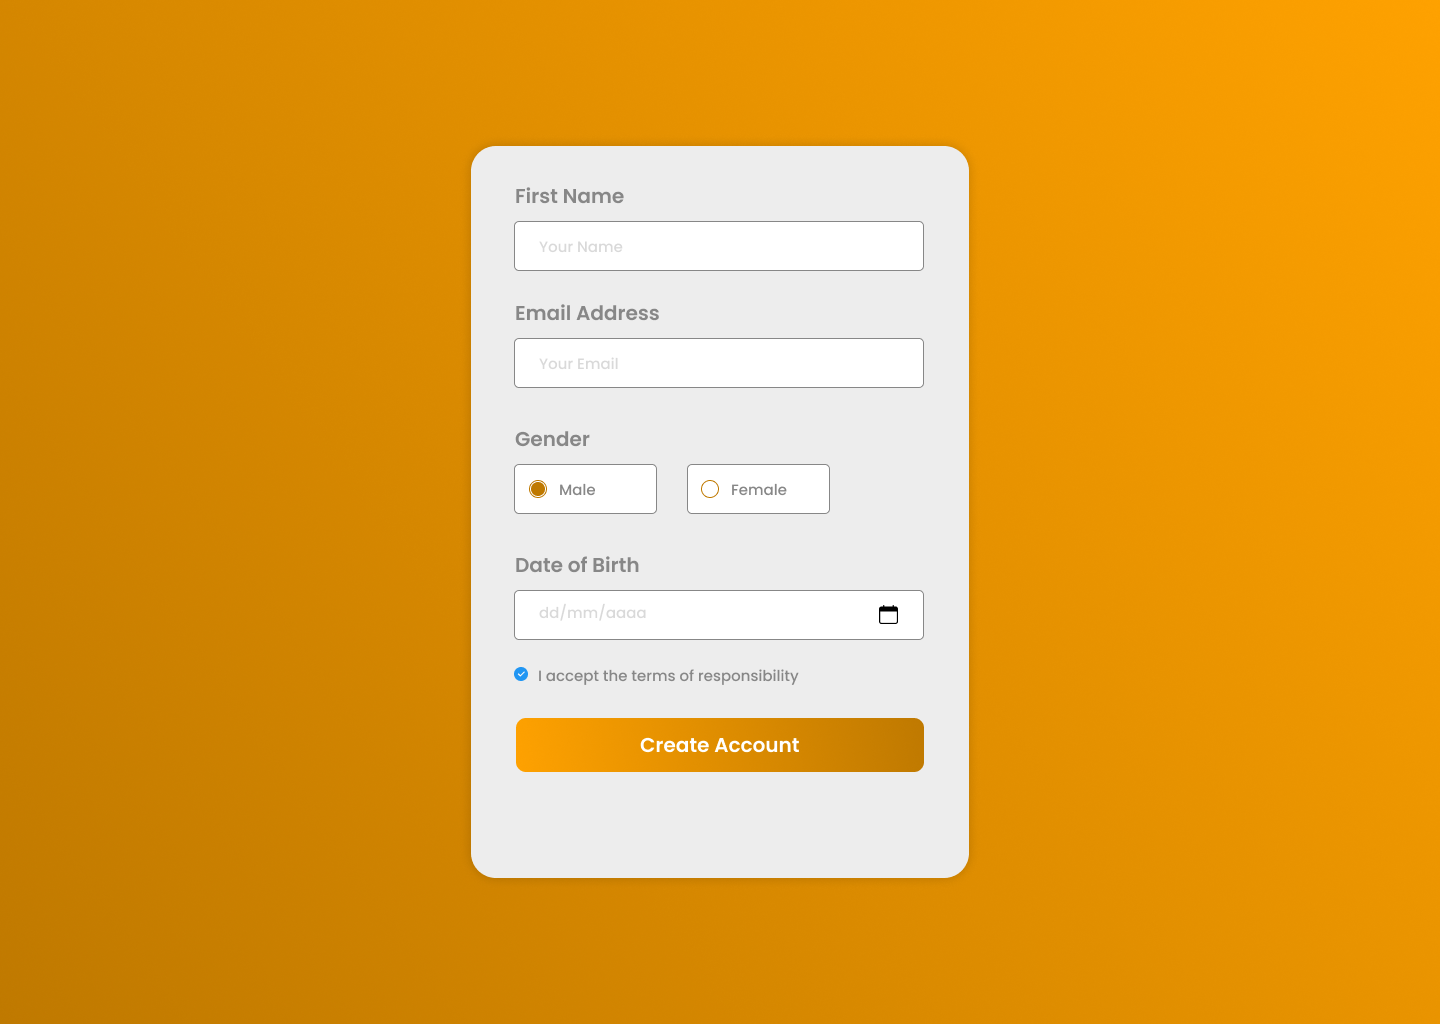 First Name
Your Name
Email Address
Your Email
Gender
Male Female
Date of Birth
dd/mm/aaaa
I accept the terms of responsibility
Create Account